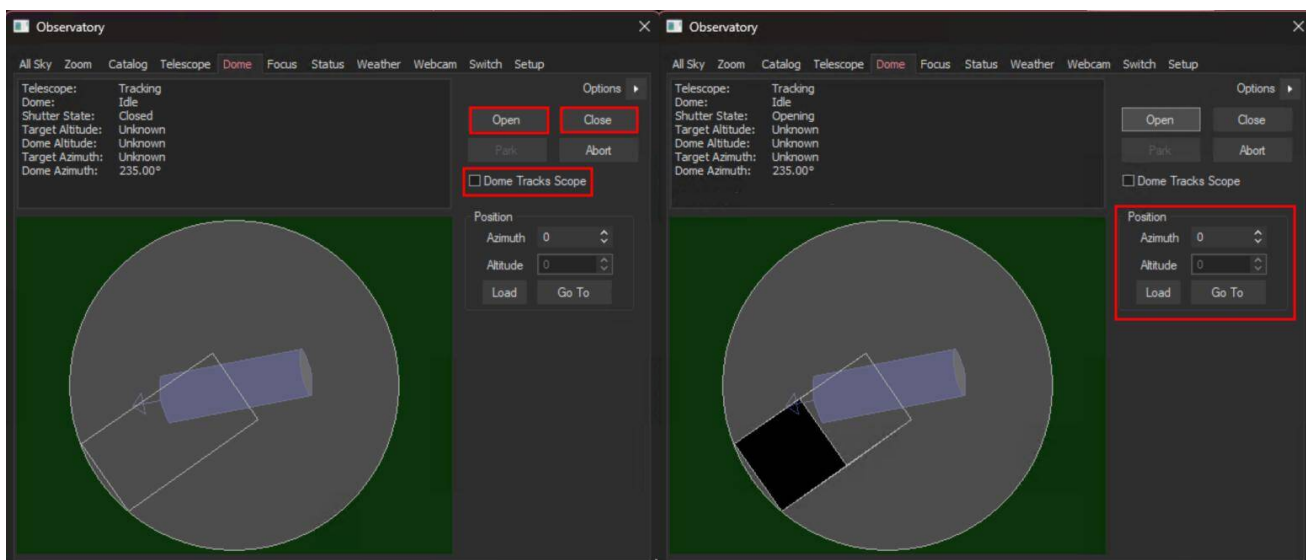 Observatory
All Sky Zoom Catalog Telescope Dome Focus Status Weather Webcam Switch Setup
Telescope: Tracking
Dome: Idle
Shutter State: Closed
Target Altitude: Unknown
Dome Altitude: Unknown
Target Azimuth: Unknown
Dome Azimuth: 235.00°
Options
Open Close
Park Abort
Dome Tracks Scope
Position
Azimuth 0
Altitude 0
Load Go To
Observatory
All Sky Zoom Catalog Telescope Dome Focus Status Weather Webcam Switch Setup
Telescope: Tracking
Dome: Idle
Shutter State: Opening
Target Altitude: Unknown
Dome Altitude: Unknown
Target Azimuth: Unknown
Dome Azimuth: 235.00°
Options
Open Close
Park Abort
Dome Tracks Scope
Position
Azimuth 0
Altitude 0
Load Go To